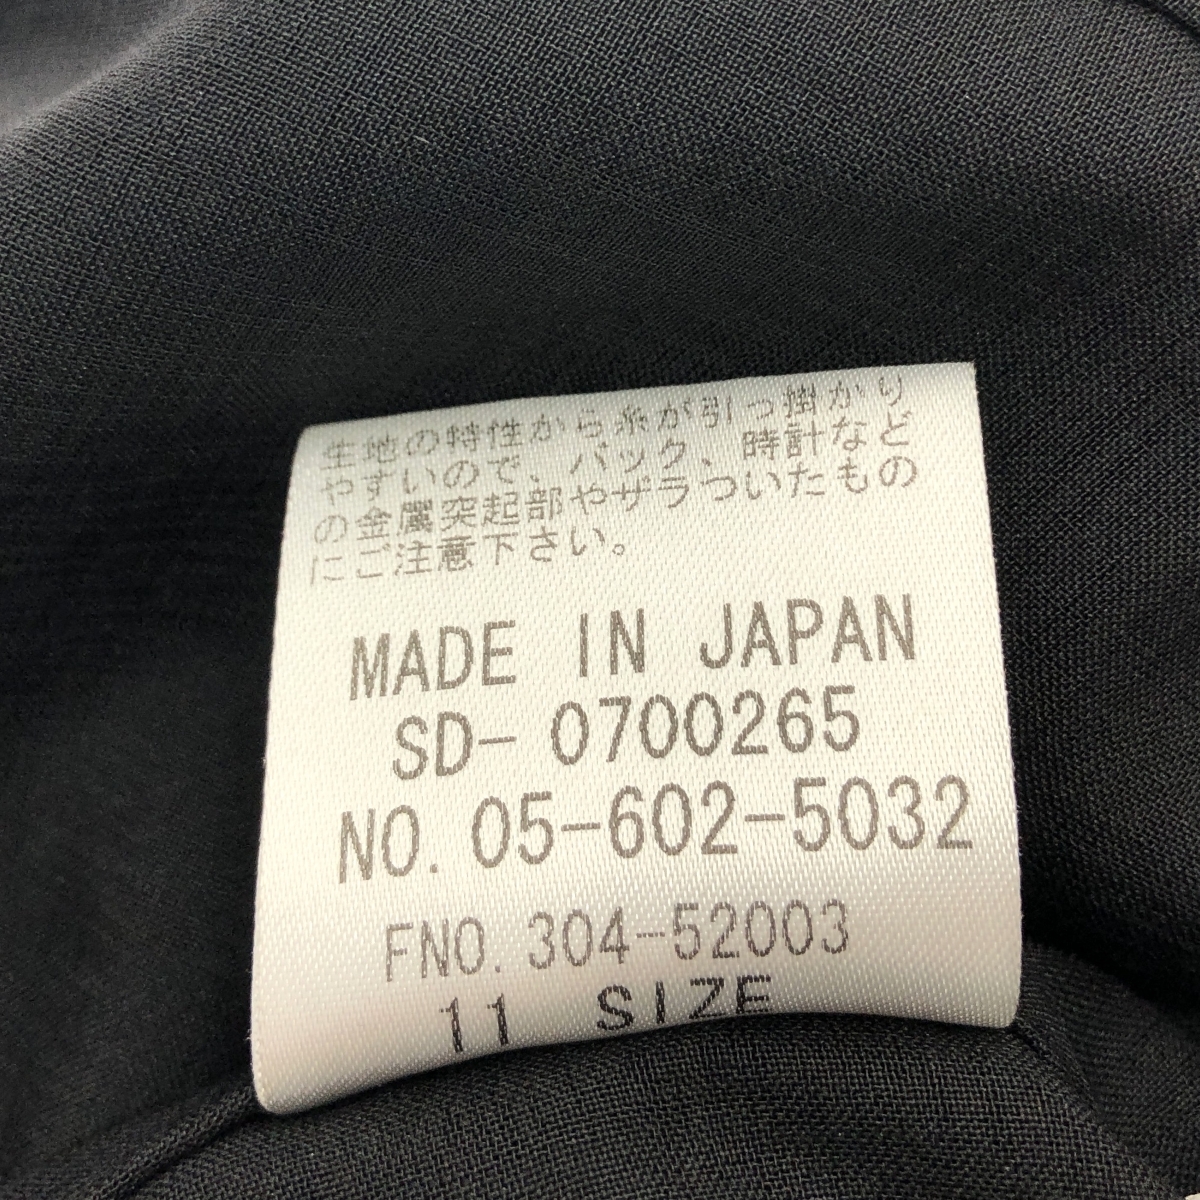 生地の特性から糸が引っ掛かり
やすいので、バック、時計など
の金属突起部やザラついたもの
にご注意下さい。
MADE IN JAPAN
SD- 0700265
NO. 05-602-5032
FNO. 304-52003
11 SIZE